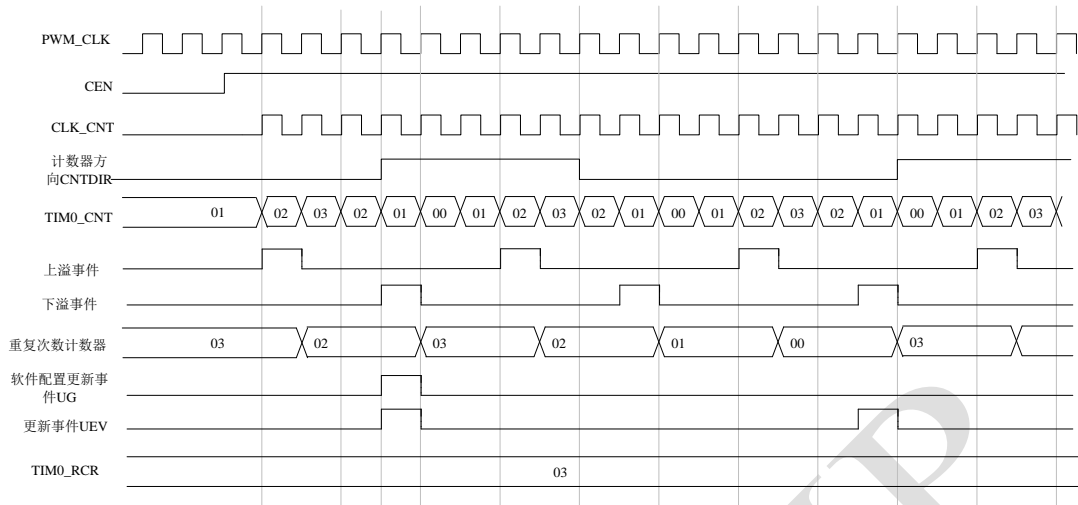 PWM_CLK
CEN
CLK_CNT
计数器方
向CNTDIR
TIM0_CNT 01 02 03 02 01 00 01 02 03 02 01 00 01 02 03 02 01 00 01 02 03
上溢事件
下溢事件
重复次数计数器 03 02 03 02 01 00 03
软件配置更新事
件UG
更新事件UEV
TIM0_RCR 03